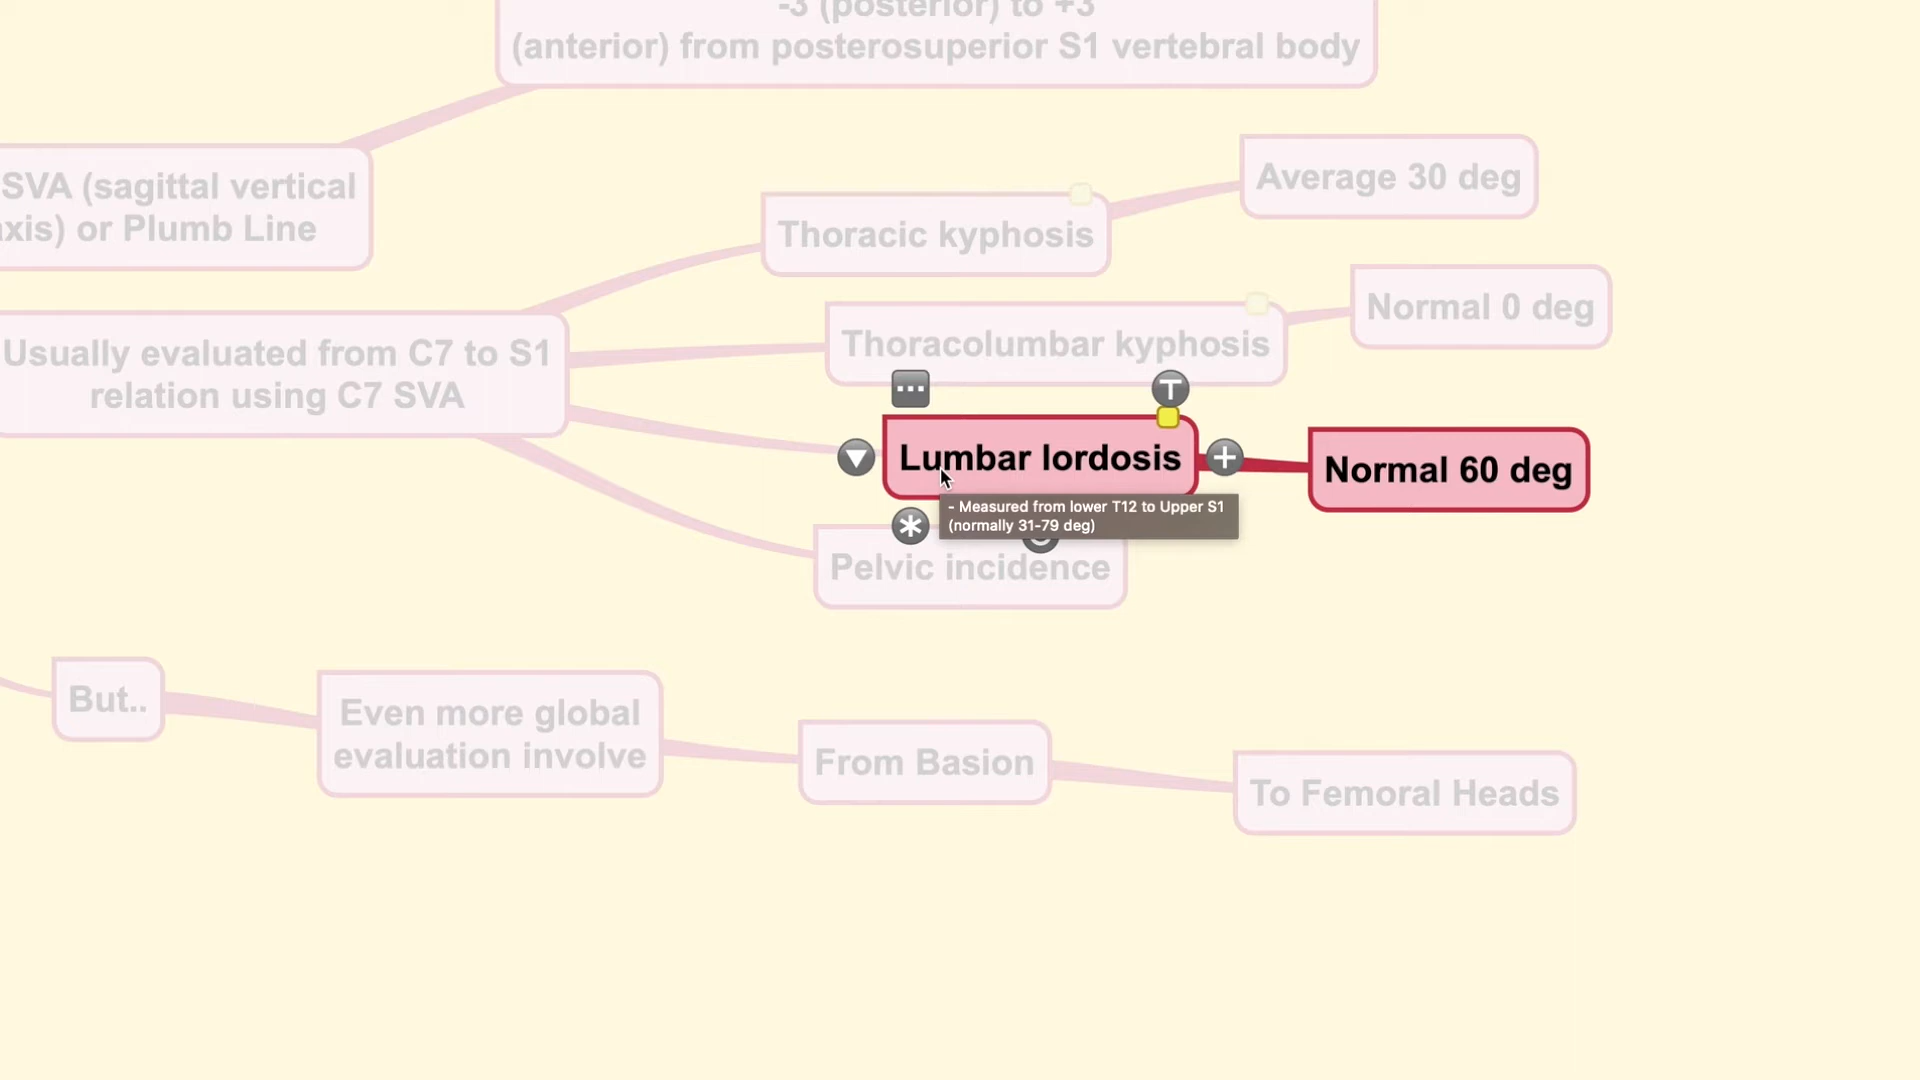 -3 (posterior) to +3
(anterior) from posterosuperior S1 vertebral body
SVA (sagittal vertical
axis) or Plumb Line
Average 30 deg
Thoracic kyphosis
Normal 0 deg
Thoracolumbar kyphosis
Usually evaluated from C7 to S1
relation using C7 SVA
T
Lumbar lordosis
Normal 60 deg
- Measured from lower T12 to Upper S1
(normally 31-79 deg)
Pelvic incidence
But..
Even more global
evaluation involve
From Basion
To Femoral Heads